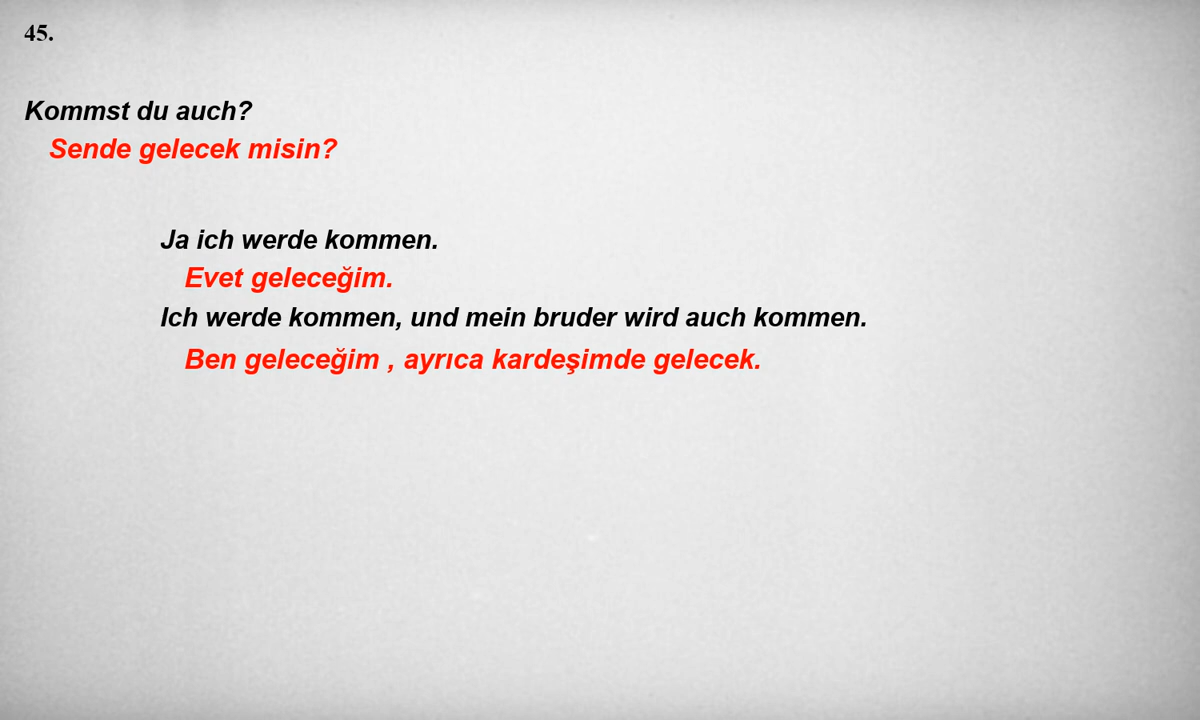 45.
Kommst du auch?
Sende gelecek misin?
Ja ich werde kommen.
Evet geleceğim.
Ich werde kommen, und mein bruder wird auch kommen.
Ben geleceğim , ayrıca kardeşimde gelecek.